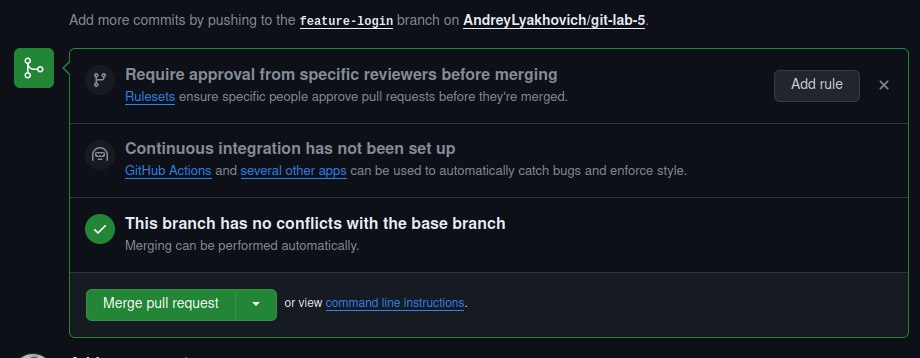 Add more commits by pushing to the feature-login branch on AndreyLyakhovich/git-lab-5.
Require approval from specific reviewers before merging
Rulesets ensure specific people approve pull requests before they're merged.
Add rule
Continuous integration has not been set up
GitHub Actions and several other apps can be used to automatically catch bugs and enforce style.
This branch has no conflicts with the base branch
Merging can be performed automatically.
Merge pull request
or view command line instructions.